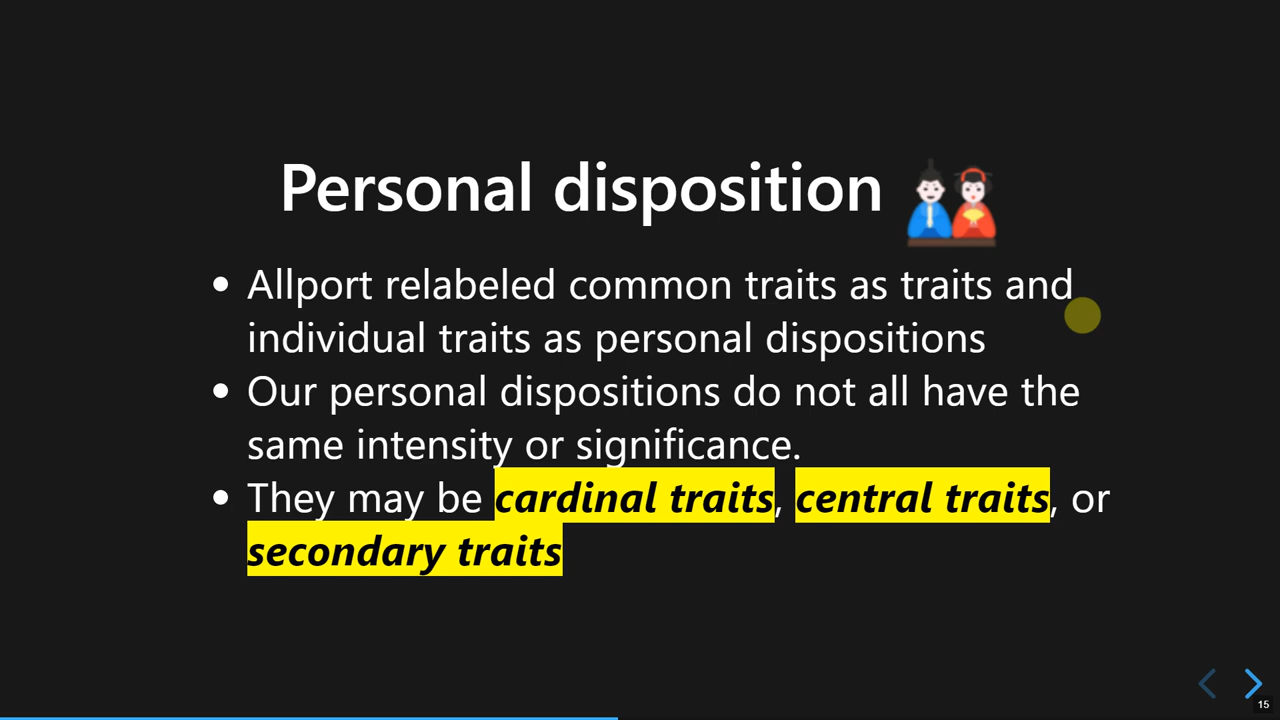 Personal disposition
• Allport relabeled common traits as traits and
individual traits as personal dispositions
• Our personal dispositions do not all have the
same intensity or significance.
• They may be cardinal traits, central traits, or
secondary traits
15